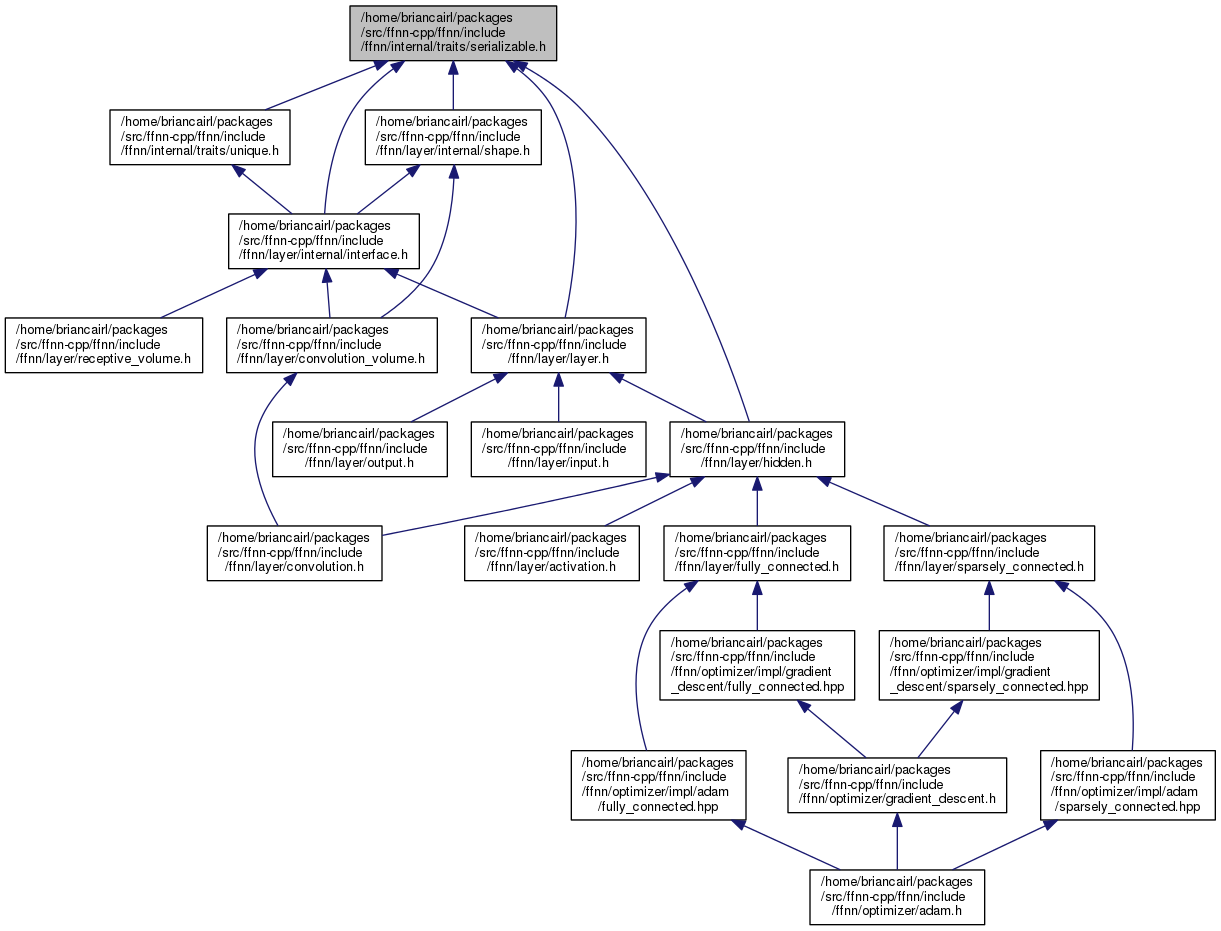 /home/briancairl/packages
/src/ffnn-cpp/ffnn/include
/ffnn/internal/traits/serializable.h
/home/briancairl/packages
/src/ffnn-cpp/ffnn/include
/ffnn/internal/traits/unique.h
/home/briancairl/packages
/src/ffnn-cpp/ffnn/include
/ffnn/layer/internal/shape.h
/home/briancairl/packages
/src/ffnn-cpp/ffnn/include
/ffnn/layer/internal/interface.h
/home/briancairl/packages
/src/ffnn-cpp/ffnn/include
/ffnn/layer/receptive_volume.h
/home/briancairl/packages
/src/ffnn-cpp/ffnn/include
/ffnn/layer/convolution_volume.h
/home/briancairl/packages
/src/ffnn-cpp/ffnn/include
/ffnn/layer/layer.h
/home/briancairl/packages
/src/ffnn-cpp/ffnn/include
/ffnn/layer/output.h
/home/briancairl/packages
/src/ffnn-cpp/ffnn/include
/ffnn/layer/input.h
/home/briancairl/packages
/src/ffnn-cpp/ffnn/include
/ffnn/layer/hidden.h
/home/briancairl/packages
/src/ffnn-cpp/ffnn/include
/ffnn/layer/convolution.h
/home/briancairl/packages
/src/ffnn-cpp/ffnn/include
/ffnn/layer/activation.h
/home/briancairl/packages
/src/ffnn-cpp/ffnn/include
/ffnn/layer/fully_connected.h
/home/briancairl/packages
/src/ffnn-cpp/ffnn/include
/ffnn/layer/sparsely_connected.h
/home/briancairl/packages
/src/ffnn-cpp/ffnn/include
/ffnn/optimizer/impl/gradient
_descent/fully_connected.hpp
/home/briancairl/packages
/src/ffnn-cpp/ffnn/include
/ffnn/optimizer/impl/gradient
_descent/sparsely_connected.hpp
/home/briancairl/packages
/src/ffnn-cpp/ffnn/include
/ffnn/optimizer/impl/adam
/fully_connected.hpp
/home/briancairl/packages
/src/ffnn-cpp/ffnn/include
/ffnn/optimizer/gradient_descent.h
/home/briancairl/packages
/src/ffnn-cpp/ffnn/include
/ffnn/optimizer/impl/adam
/sparsely_connected.hpp
/home/briancairl/packages
/src/ffnn-cpp/ffnn/include
/ffnn/optimizer/adam.h